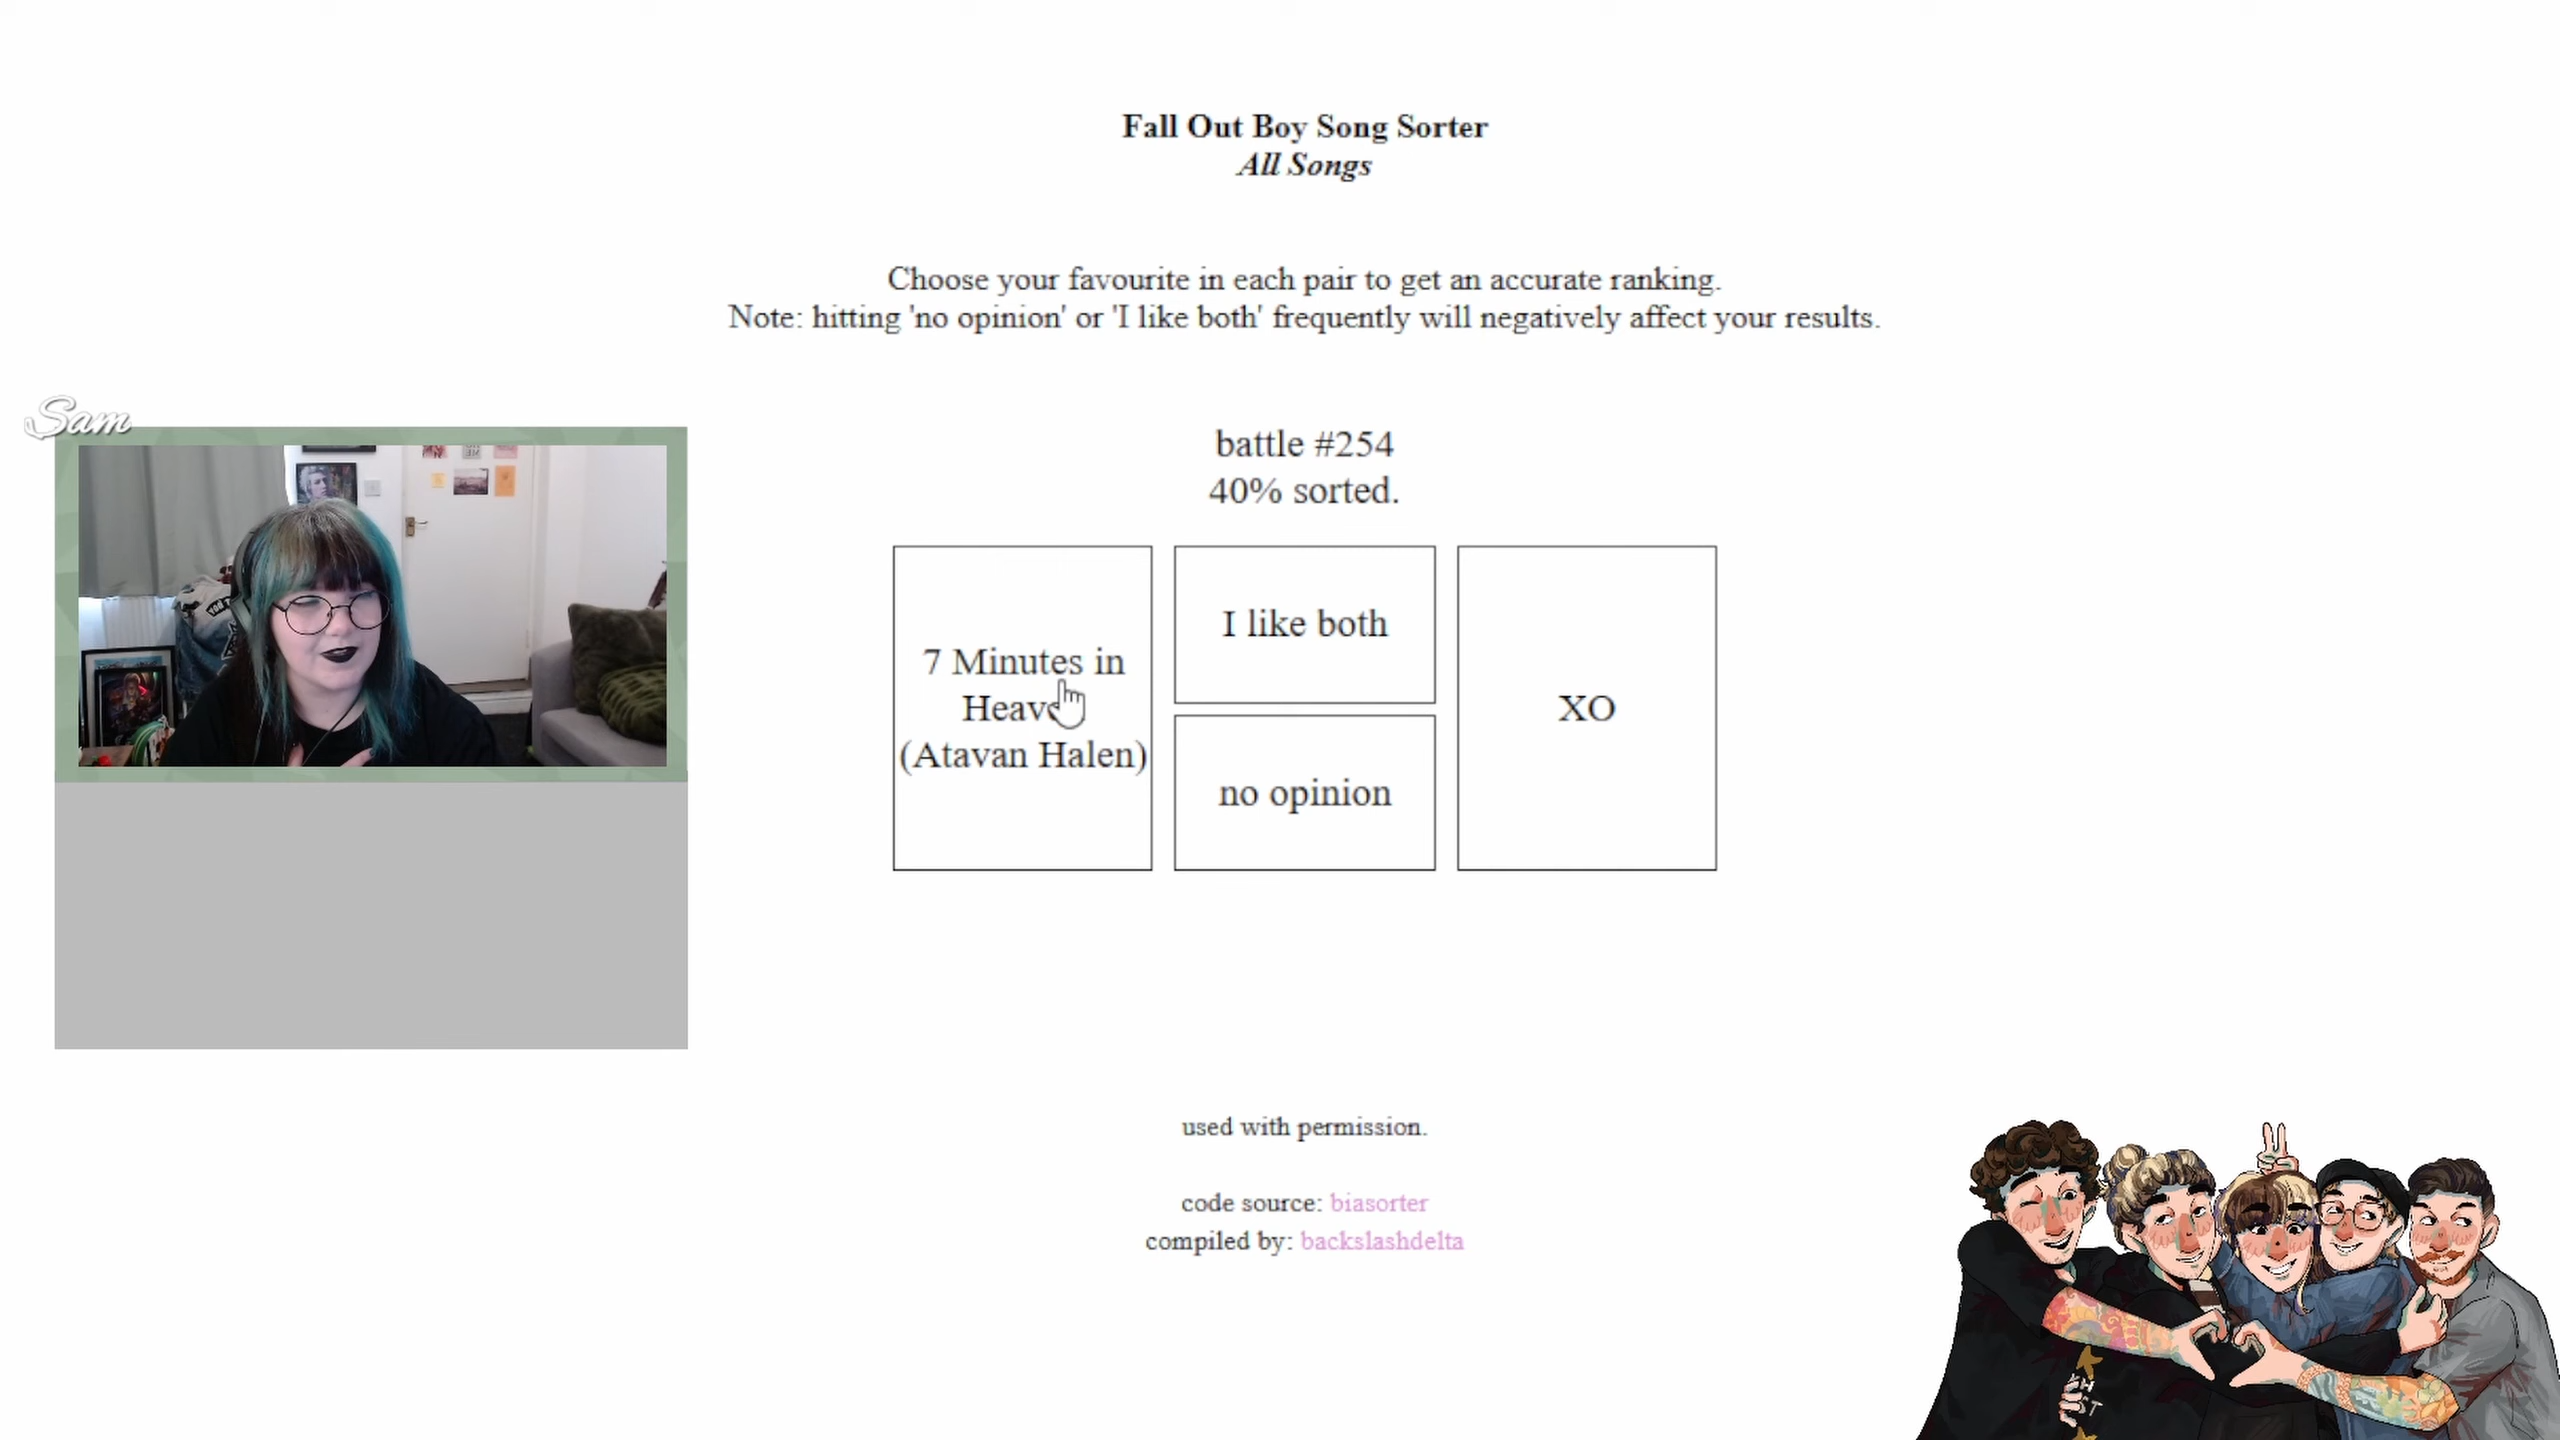 Fall Out Boy Song Sorter
All Songs
Choose your favourite in each pair to get an accurate ranking.
Note: hitting 'no opinion' or 'I like both' frequently will negatively affect your results.
Sam
battle #254
40% sorted.
7 Minutes in
(Atavan Halen)
I like both
no opinion
XO
used with permission.
code source: biasorter
compiled by: backslashdelta